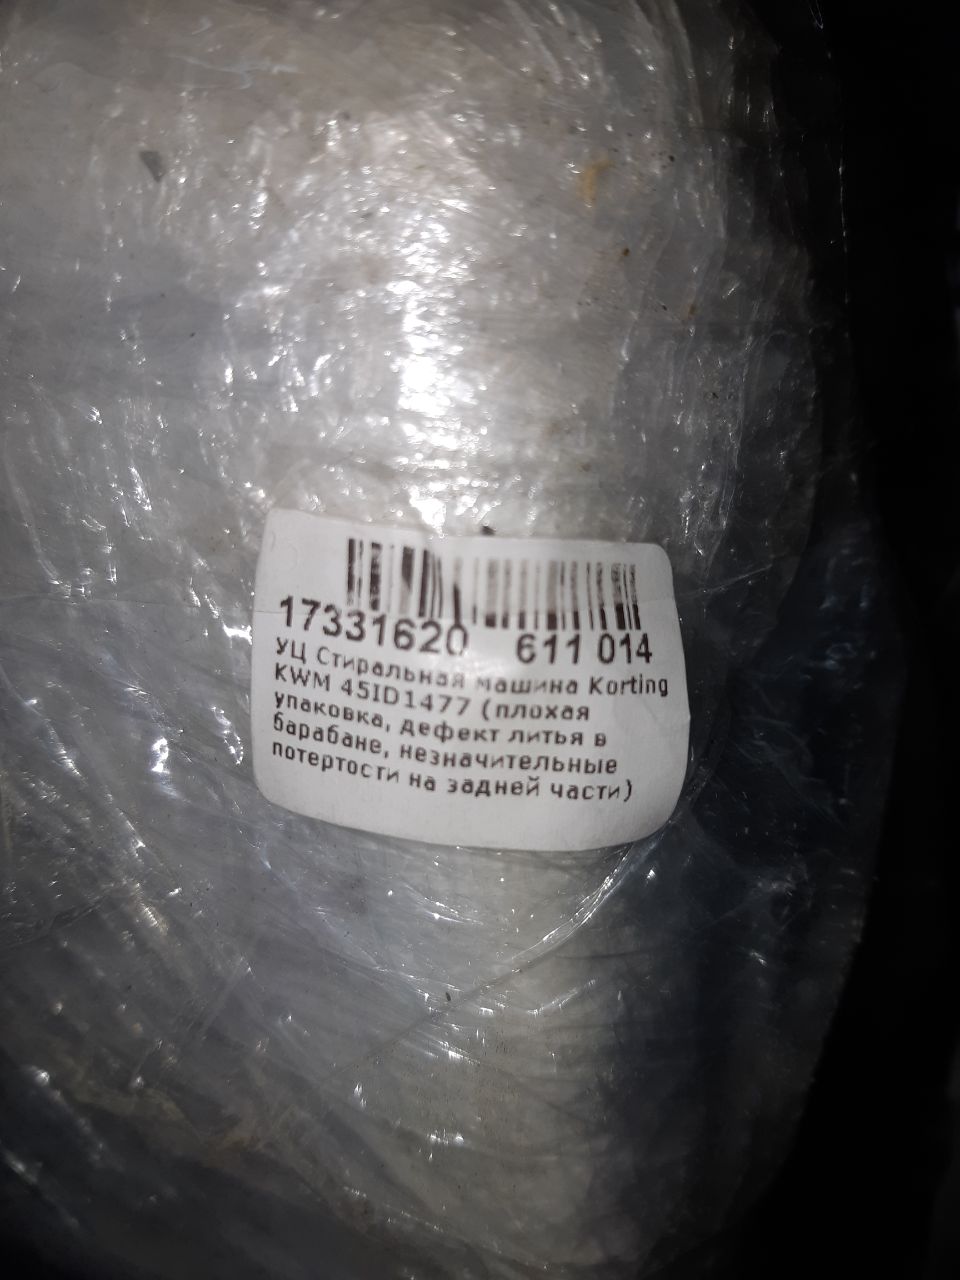 17331620 611 014
УЦ Стиральная машина Korting
KWM 45ID1477 (плохая
упаковка, дефект литья в
барабане, незначительные
потертости на задней части)